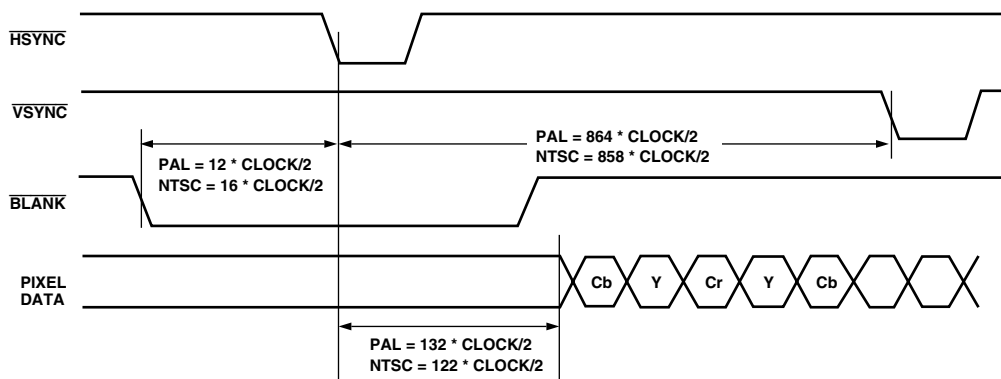 HSYNC
VSYNC
PAL = 864 * CLOCK/2
NTSC = 858 * CLOCK/2
PAL = 12 * CLOCK/2
NTSC = 16 * CLOCK/2
BLANK
PIXEL
DATA
Cb Y Cr Y Cb
PAL = 132 * CLOCK/2
NTSC = 122 * CLOCK/2